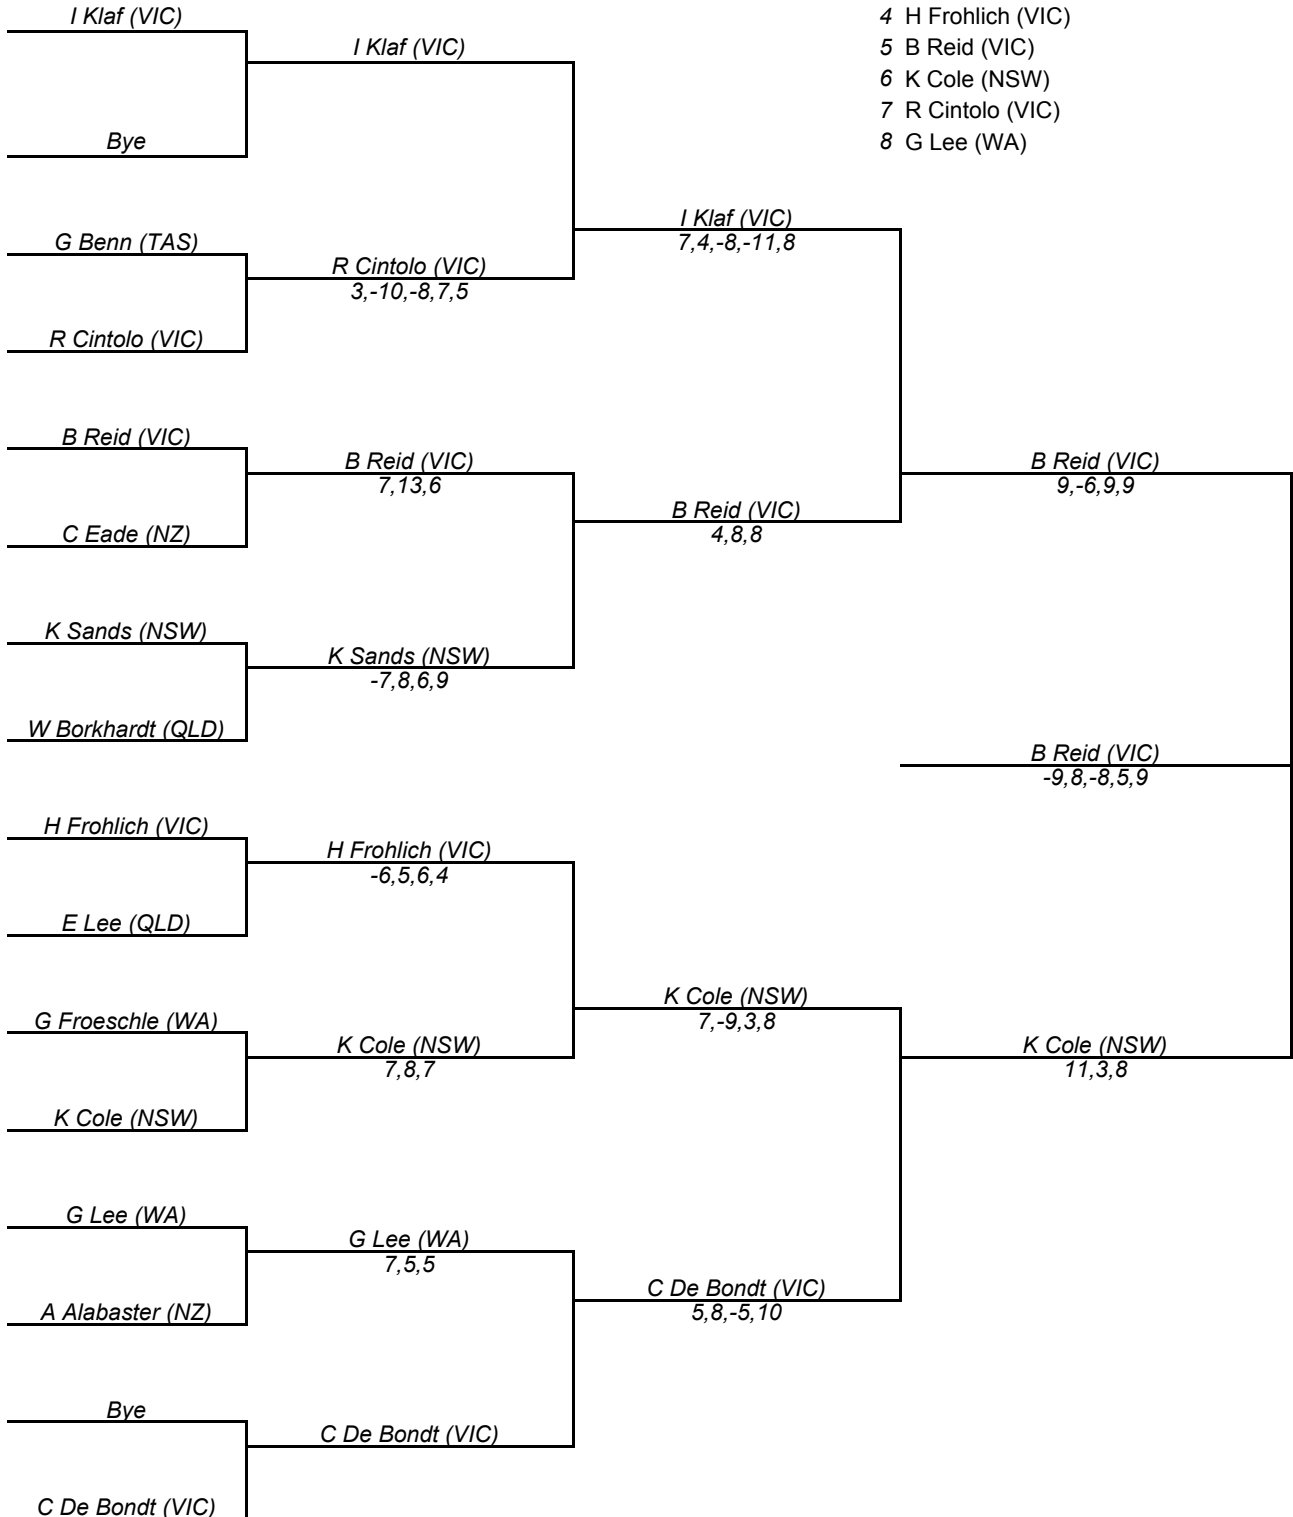 I Klaf (VIC)
Bye
G Benn (TAS)
R Cintolo (VIC)
B Reid (VIC)
C Eade (NZ)
K Sands (NSW)
W Borkhardt (QLD)
H Frohlich (VIC)
E Lee (QLD)
G Froeschle (WA)
K Cole (NSW)
G Lee (WA)
A Alabaster (NZ)
Bye
C De Bondt (VIC)
I Klaf (VIC)
R Cintolo (VIC)
3,-10,-8,7,5
B Reid (VIC)
7,13,6
K Sands (NSW)
-7,8,6,9
H Frohlich (VIC)
-6,5,6,4
K Cole (NSW)
7,8,7
G Lee (WA)
7,5,5
C De Bondt (VIC)
I Klaf (VIC)
7,4,-8,-11,8
B Reid (VIC)
4,8,8
K Cole (NSW)
7,-9,3,8
C De Bondt (VIC)
5,8,-5,10
4 H Frohlich (VIC)
5 B Reid (VIC)
6 K Cole (NSW)
7 R Cintolo (VIC)
8 G Lee (WA)
B Reid (VIC)
9,-6,9,9
B Reid (VIC)
-9,8,-8,5,9
K Cole (NSW)
11,3,8